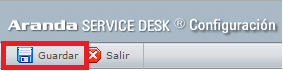 Aranda SERVICE DESK ® Configuración
Guardar Salir